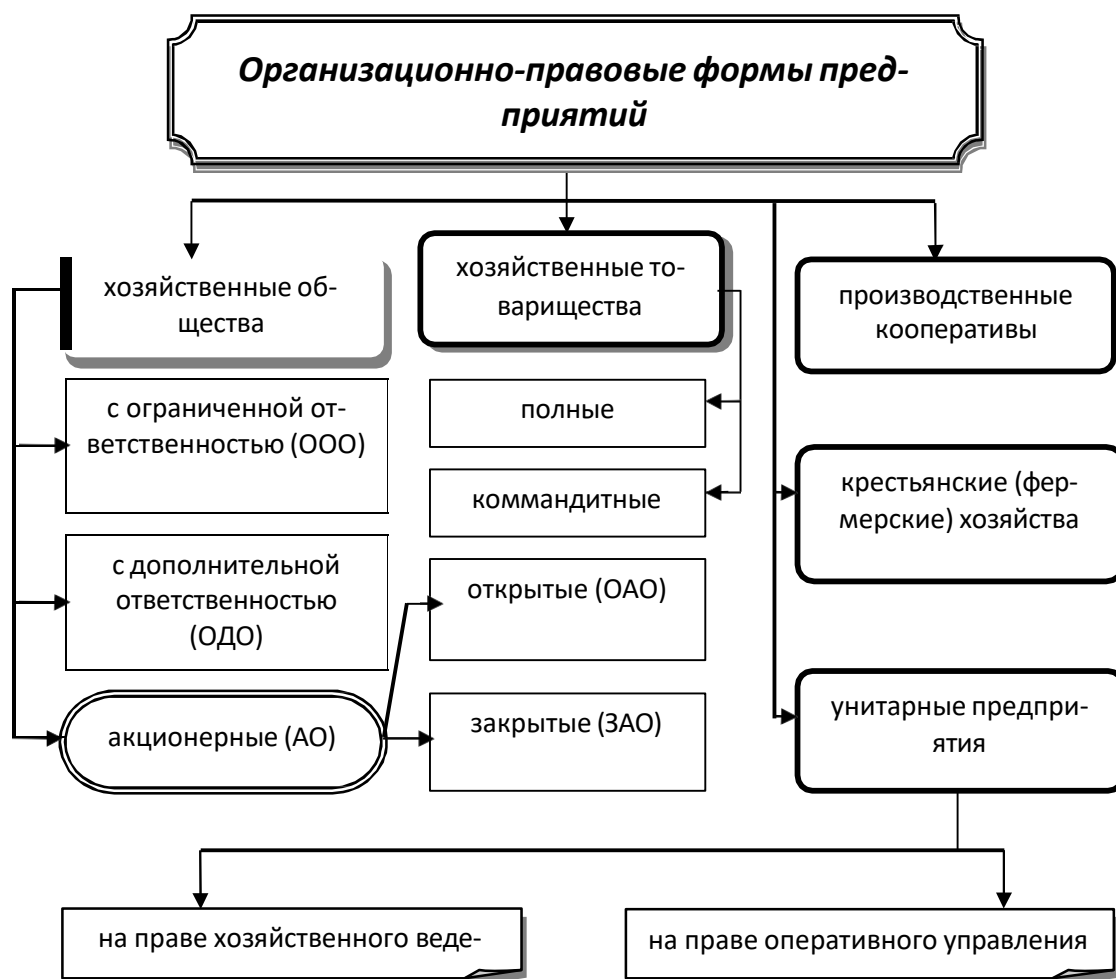 Организационно-правовые формы пред-
приятий
хозяйственные об-
щества
хозяйственные то-
варищества
производственные
кооперативы
с ограниченной от-
ветственностью (ООО)
полные
коммандитные
крестьянские (фер-
мерские) хозяйства
с дополнительной
ответственностью
(ОДО)
открытые (ОАО)
акционерные (АО)
закрытые (ЗАО)
унитарные предпри-
ятия
на праве хозяйственного веде-
на праве оперативного управления